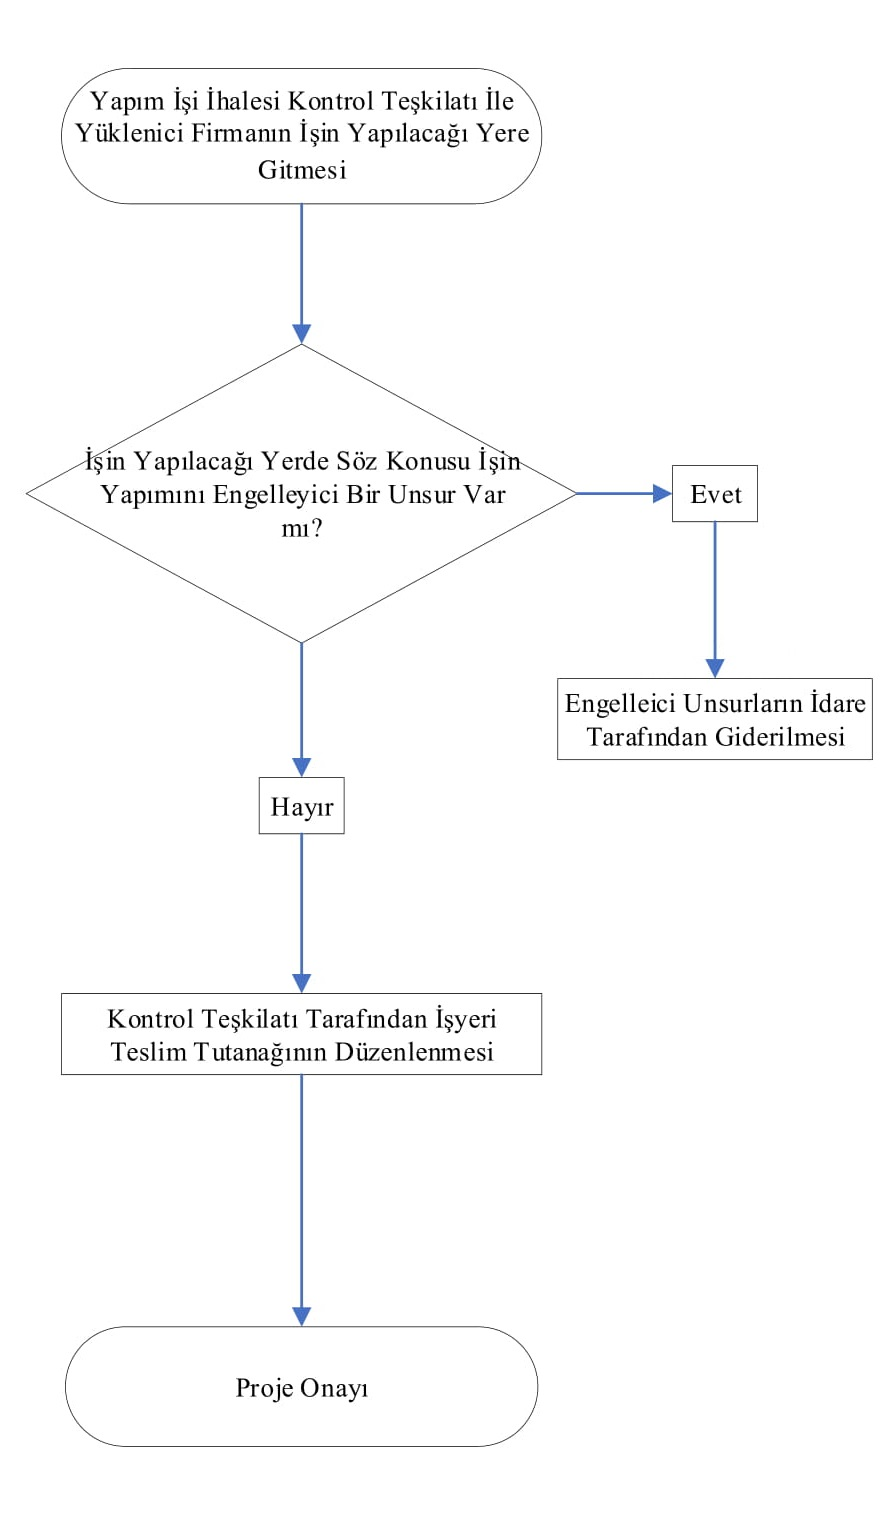 Yapım İşi İhalesi Kontrol Teşkilatı İle
Yüklenici Firmanın İşin Yapılacağı Yere
Gitmesi
İşin Yapılacağı Yerde Söz Konusu İşin
Yapımını Engelleyici Bir Unsur Var
mı?
Evet
Engelleici Unsurların İdare
Tarafından Giderilmesi
Hayır
Kontrol Teşkilatı Tarafından İşyeri
Teslim Tutanağının Düzenlenmesi
Proje Onayı